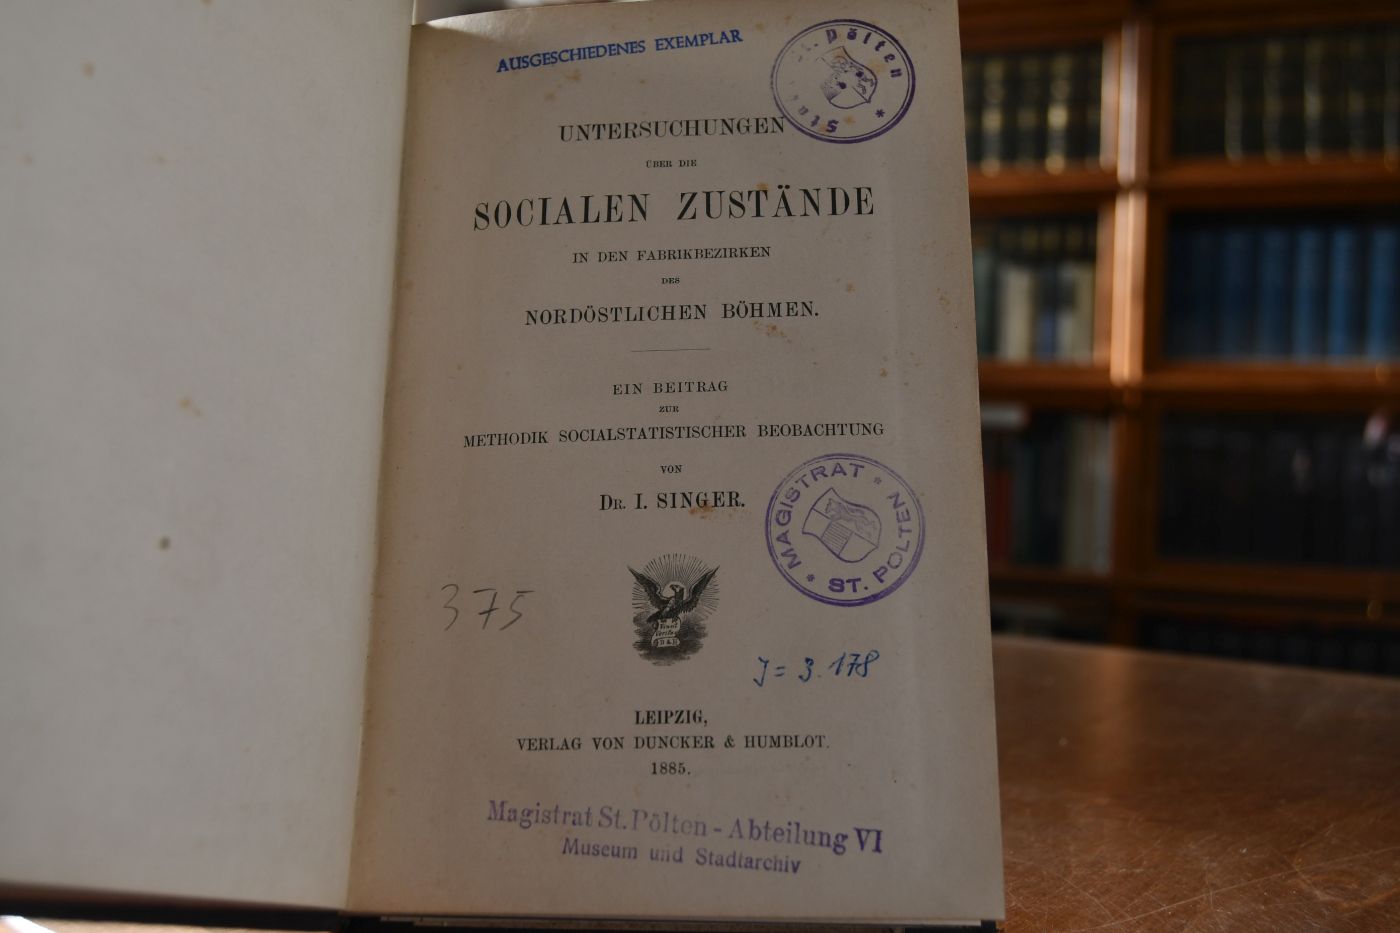 AUSGESCHIEDENES EXEMPLAR
St. Pölten *
UNTERSUCHUNGEN
ÜBER DIE
SOCIALEN ZUSTÄNDE
IN DEN FABRIKBEZIRKEN
DES
NORDÖSTLICHEN BÖHMEN.
EIN BEITRAG
ZUR
METHODIK SOCIALSTATISTISCHER BEOBACHTUNG
VON
DR. I. SINGER.
* MAGISTRAT * ST. PÖLTEN
375
J = 3.178
LEIPZIG,
VERLAG VON DUNCKER & HUMBLOT.
1885.
Magistrat St. Pölten - Abteilung VI
Museum und Stadtarchiv